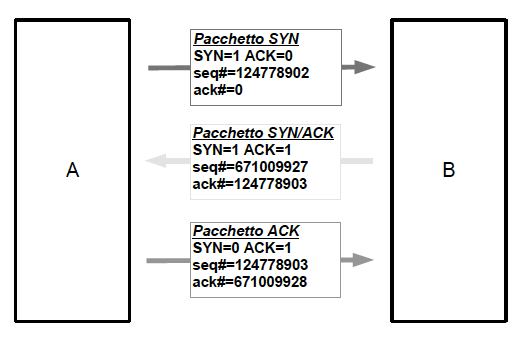 Pacchetto SYN
SYN=1 ACK=0
seq#=124778902
ack#=0
A
Pacchetto SYN/ACK
SYN=1 ACK=1
seq#=671009927
ack#=124778903
B
Pacchetto ACK
SYN=0 ACK=1
seq#=124778903
ack#=671009928